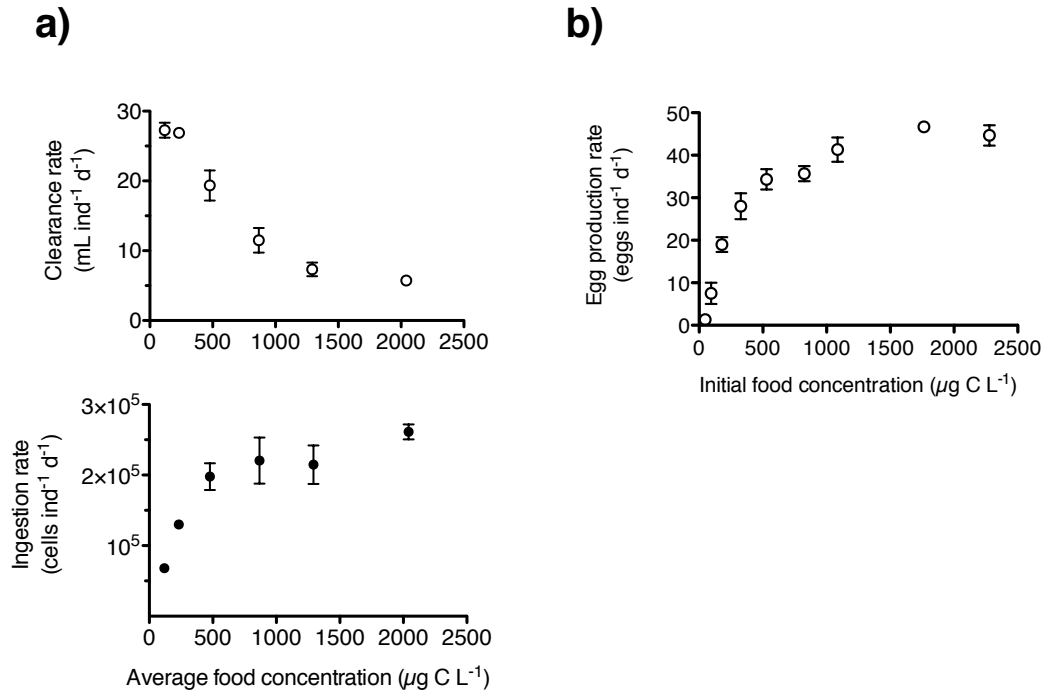 a)
b)
Clearance rate
(mL ind⁻¹ d⁻¹)
30
20
10
0
0 500 1000 1500 2000 2500
Egg production rate
(eggs ind⁻¹ d⁻¹)
50
40
30
20
10
0
0 500 1000 1500 2000 2500
Initial food concentration (µg C L⁻¹)
Ingestion rate
(cells ind⁻¹ d⁻¹)
3×10⁵
2×10⁵
10⁵
0 500 1000 1500 2000 2500
Average food concentration (µg C L⁻¹)